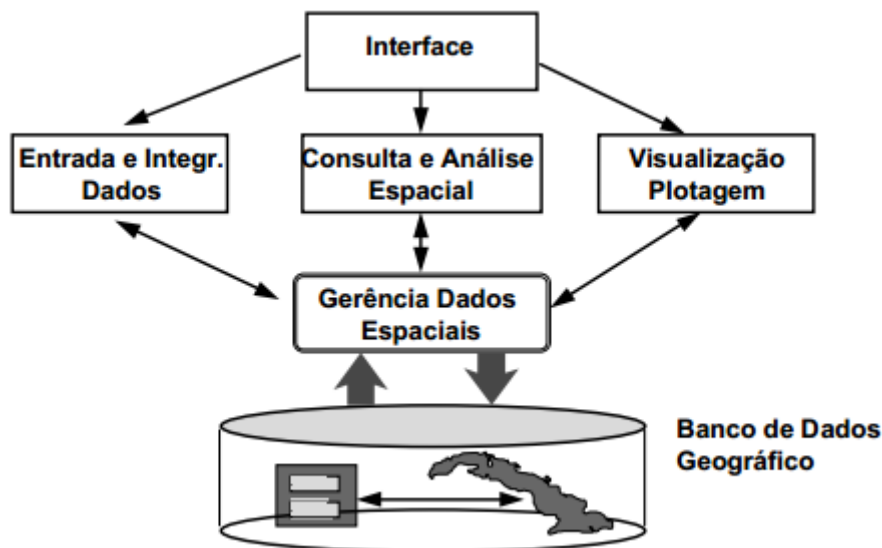 Interface
Entrada e Integr.
Dados
Consulta e Análise
Espacial
Visualização
Plotagem
Gerência Dados
Espaciais
Banco de Dados
Geográfico